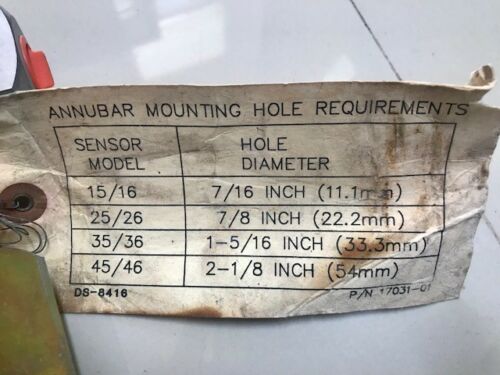 ANNUBAR MOUNTING HOLE REQUIREMENTS
SENSOR MODEL HOLE DIAMETER
15/16 7/16 INCH (11.1mm)
25/26 7/8 INCH (22.2mm)
35/36 1-5/16 INCH (33.3mm)
45/46 2-1/8 INCH (54mm)
DS-8416 P/N 17031-01